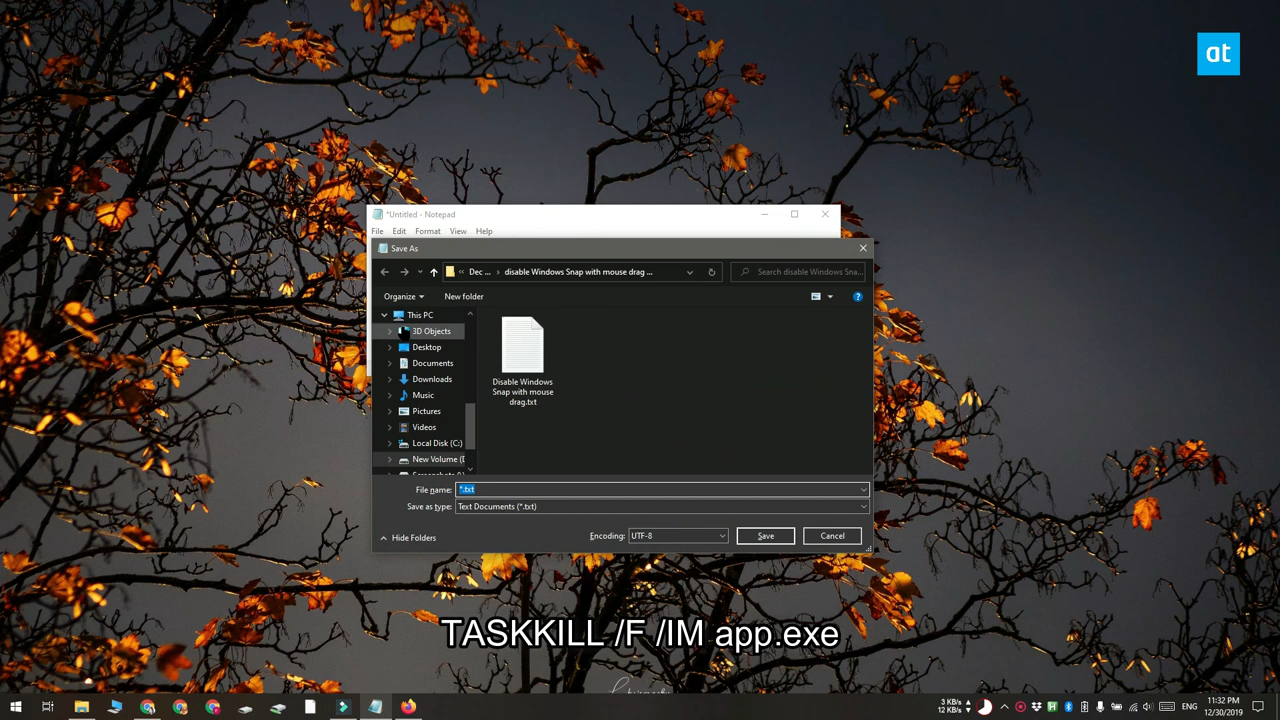 at
*Untitled - Notepad
File Edit Format View Help
Save As
« Dec ... › disable Windows Snap with mouse drag ...
Search disable Windows Sna...
Organize New folder
This PC
3D Objects
Desktop
Documents
Downloads
Music
Pictures
Videos
Local Disk (C:)
New Volume (D
Disable Windows
Snap with mouse
drag.txt
File name: *.txt
Save as type: Text Documents (*.txt)
Hide Folders
Encoding: UTF-8
Save
Cancel
TASKKILL /F /IM app.exe
3 KB/s
12 KB/s
ENG
11:32 PM
12/30/2019